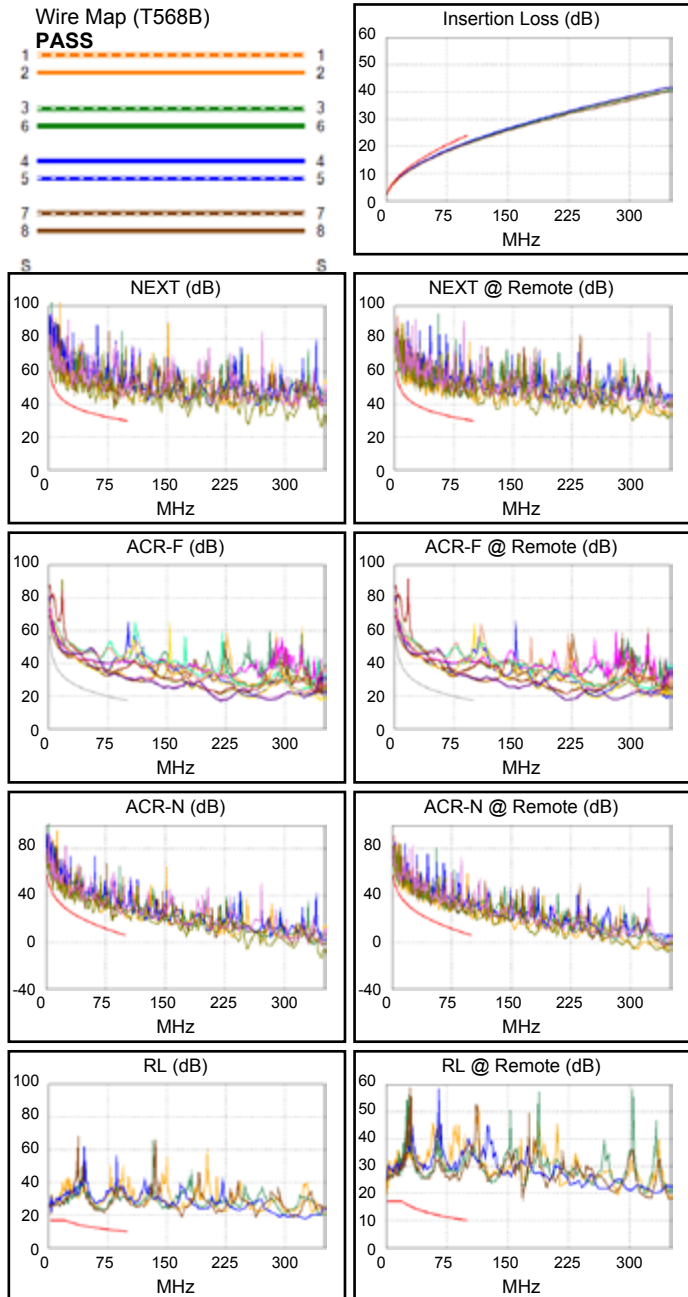 Wire Map (T568B)
PASS
1 1
2 2
3 3
6 6
4 4
5 5
7 7
8 8
S S
Insertion Loss (dB)
60
50
40
30
20
10
0
0 75 150 225 300
MHz
NEXT (dB)
100
80
60
40
20
0
0 75 150 225 300
MHz
NEXT @ Remote (dB)
100
80
60
40
20
0
0 75 150 225 300
MHz
ACR-F (dB)
100
80
60
40
20
0
0 75 150 225 300
MHz
ACR-F @ Remote (dB)
100
80
60
40
20
0
0 75 150 225 300
MHz
ACR-N (dB)
80
40
0
-40
0 75 150 225 300
MHz
ACR-N @ Remote (dB)
80
40
0
-40
0 75 150 225 300
MHz
RL (dB)
100
80
60
40
20
0
0 75 150 225 300
MHz
RL @ Remote (dB)
60
50
40
30
20
10
0
0 75 150 225 300
MHz